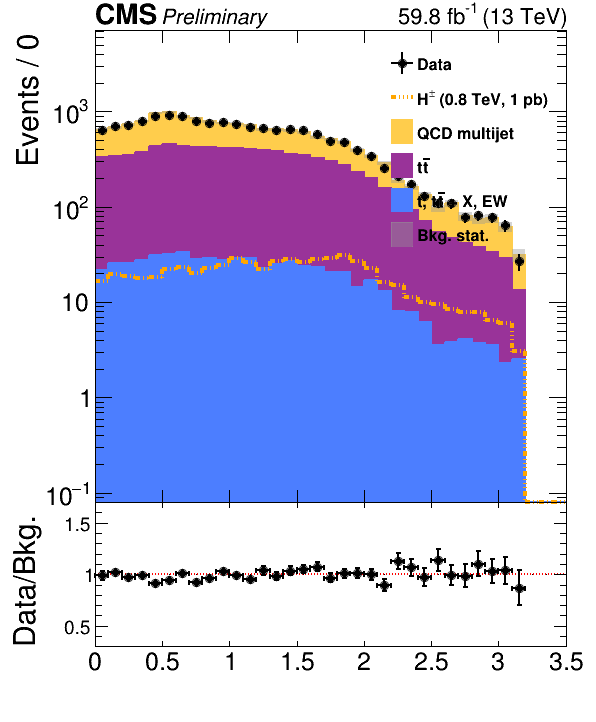 CMS Preliminary 59.8 fb⁻¹ (13 TeV)
Events / 0
10³
10²
10
1
10⁻¹
Data
H± (0.8 TeV, 1 pb)
QCD multijet
tt̄
t, tt̄ X, EW
Bkg. stat.
Data/Bkg.
1.5
1
0.5
0 0.5 1 1.5 2 2.5 3 3.5